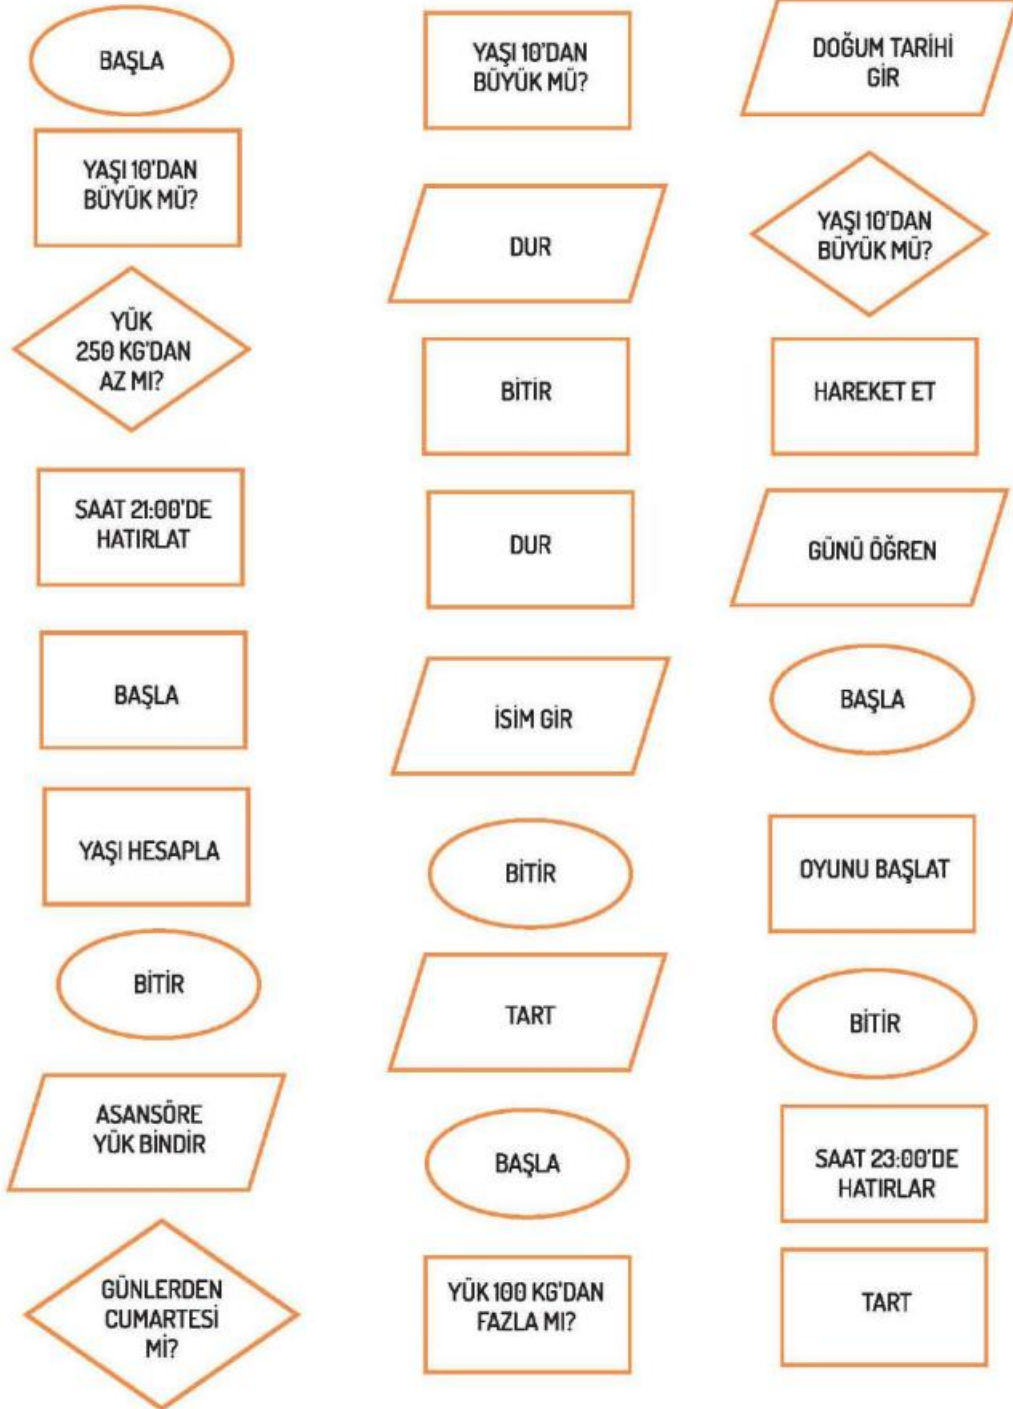 BAŞLA
YAŞI 10'DAN
BÜYÜK MÜ?
YÜK
250 KG'DAN
AZ MI?
SAAT 21:00'DE
HATIRLAT
BAŞLA
YAŞI HESAPLA
BİTİR
ASANSÖRE
YÜK BİNDİR
GÜNLERDEN
CUMARTESİ
Mİ?
YAŞI 10'DAN
BÜYÜK MÜ?
DUR
BİTİR
DUR
İSİM GİR
BİTİR
TART
BAŞLA
YÜK 100 KG'DAN
FAZLA MI?
DOĞUM TARİHİ
GİR
YAŞI 10'DAN
BÜYÜK MÜ?
HAREKET ET
GÜNÜ ÖĞREN
BAŞLA
OYUNU BAŞLAT
BİTİR
SAAT 23:00'DE
HATIRLAR
TART